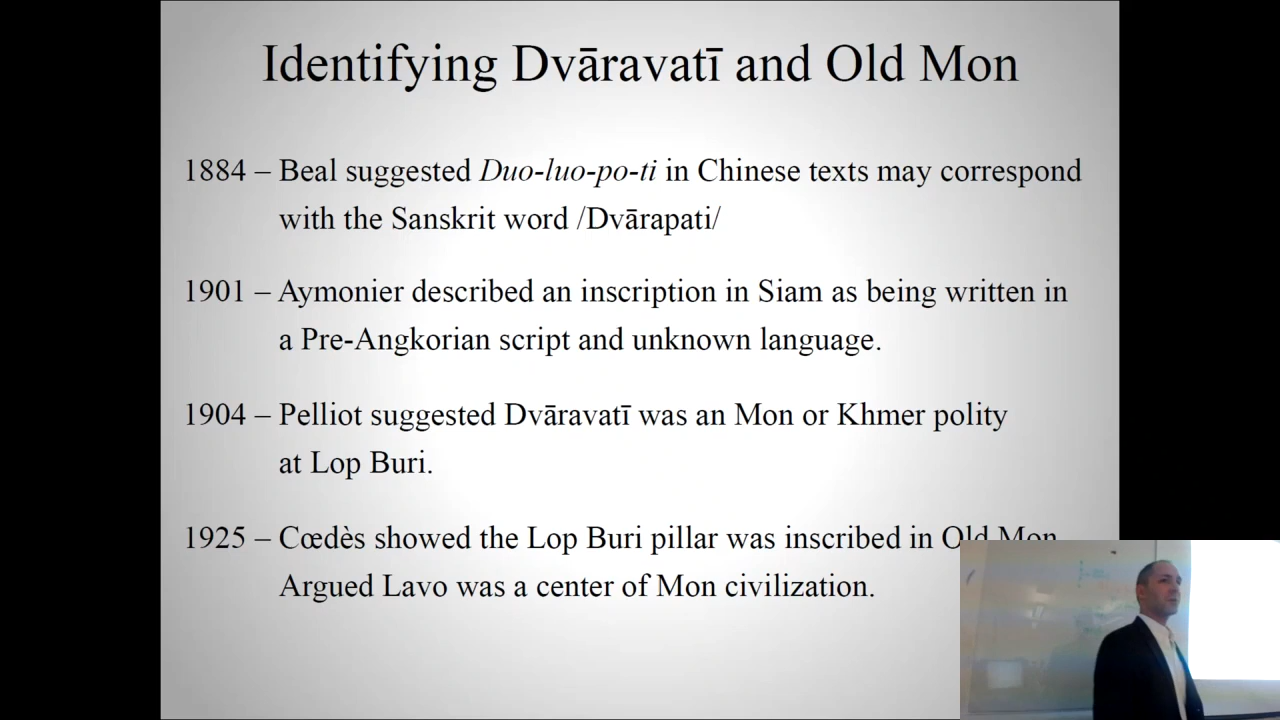 Identifying Dvāravatī and Old Mon
1884 – Beal suggested Duo-luo-po-ti in Chinese texts may correspond
with the Sanskrit word /Dvārapati/
1901 – Aymonier described an inscription in Siam as being written in
a Pre-Angkorian script and unknown language.
1904 – Pelliot suggested Dvāravatī was an Mon or Khmer polity
at Lop Buri.
1925 – Cœdès showed the Lop Buri pillar was inscribed in Old Mon
Argued Lavo was a center of Mon civilization.